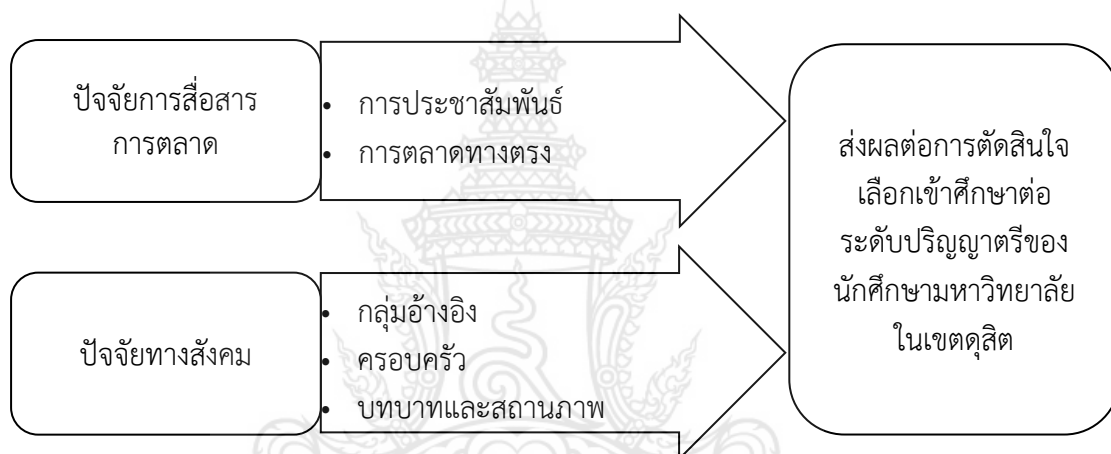 ปัจจัยการสื่อสาร
การตลาด
• การประชาสัมพันธ์
• การตลาดทางตรง
ปัจจัยทางสังคม
• กลุ่มอ้างอิง
• ครอบครัว
• บทบาทและสถานภาพ
ส่งผลต่อการตัดสินใจ
เลือกเข้าศึกษาต่อ
ระดับปริญญาตรีของ
นักศึกษามหาวิทยาลัย
ในเขตดุสิต